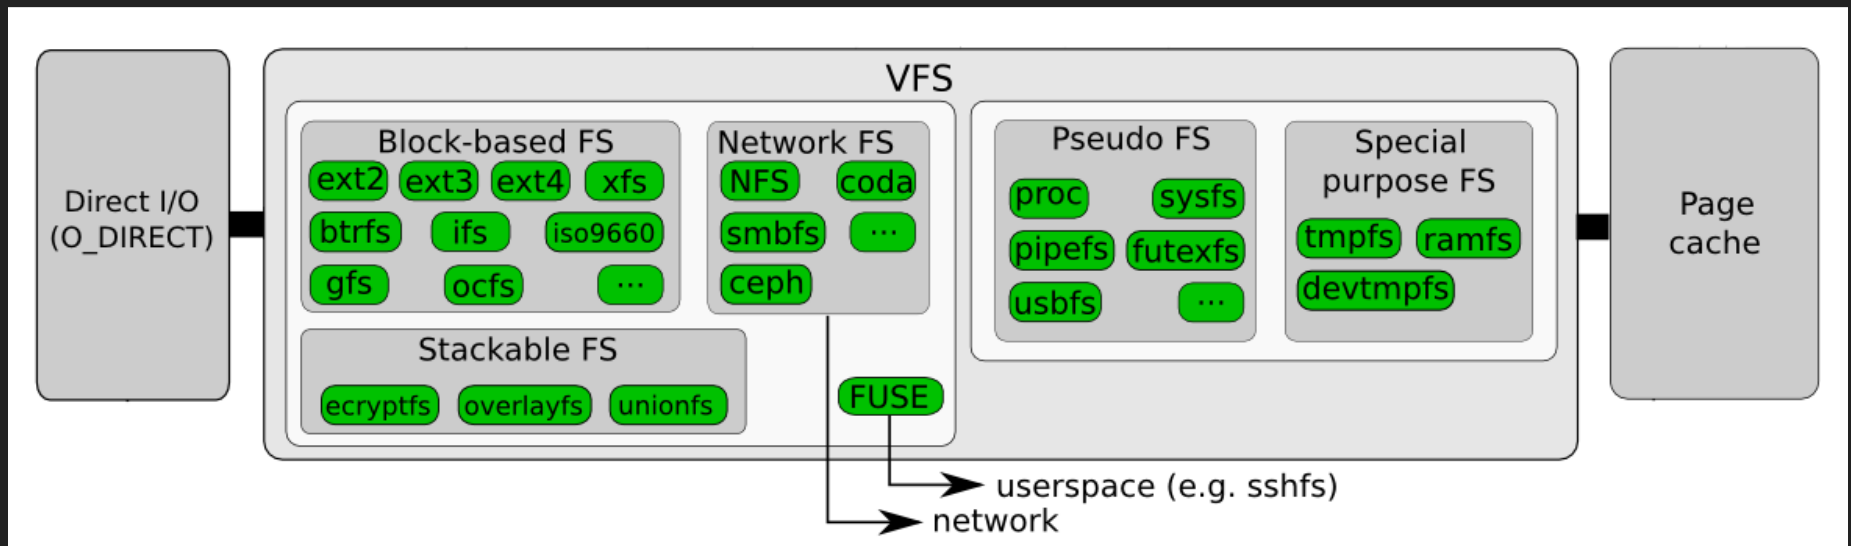 VFS
Direct I/O
(O_DIRECT)
Block-based FS
ext2 ext3 ext4 xfs
btrfs ifs iso9660
gfs ocfs ...
Network FS
NFS coda
smbfs ...
ceph
Stackable FS
ecryptfs overlayfs unionfs
FUSE
Pseudo FS
proc sysfs
pipefs futexfs
usbfs ...
Special
purpose FS
tmpfs ramfs
devtmpfs
Page
cache
userspace (e.g. sshfs)
network